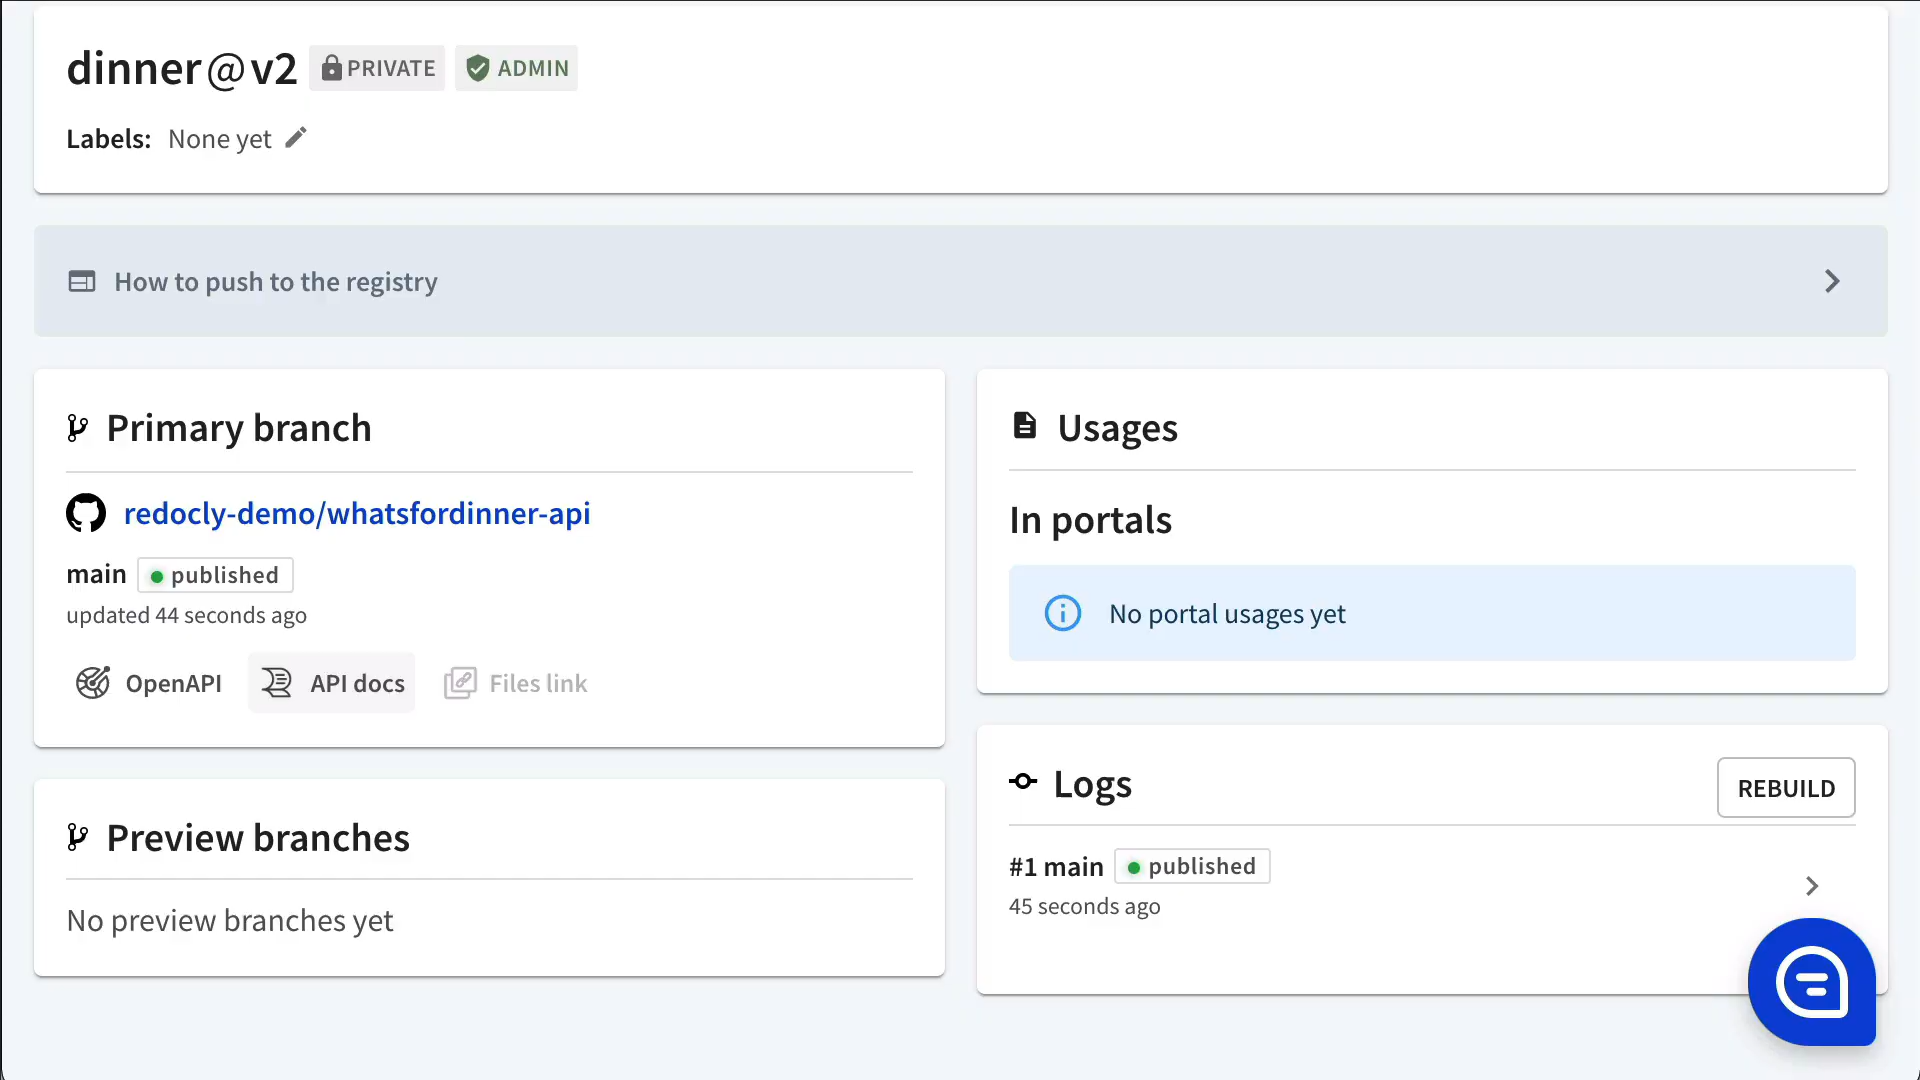 dinner@v2 PRIVATE ADMIN
Labels: None yet
How to push to the registry
Primary branch
redocly-demo/whatsfordinner-api
main published
updated 44 seconds ago
OpenAPI API docs Files link
Preview branches
No preview branches yet
Usages
In portals
No portal usages yet
Logs REBUILD
#1 main published
45 seconds ago